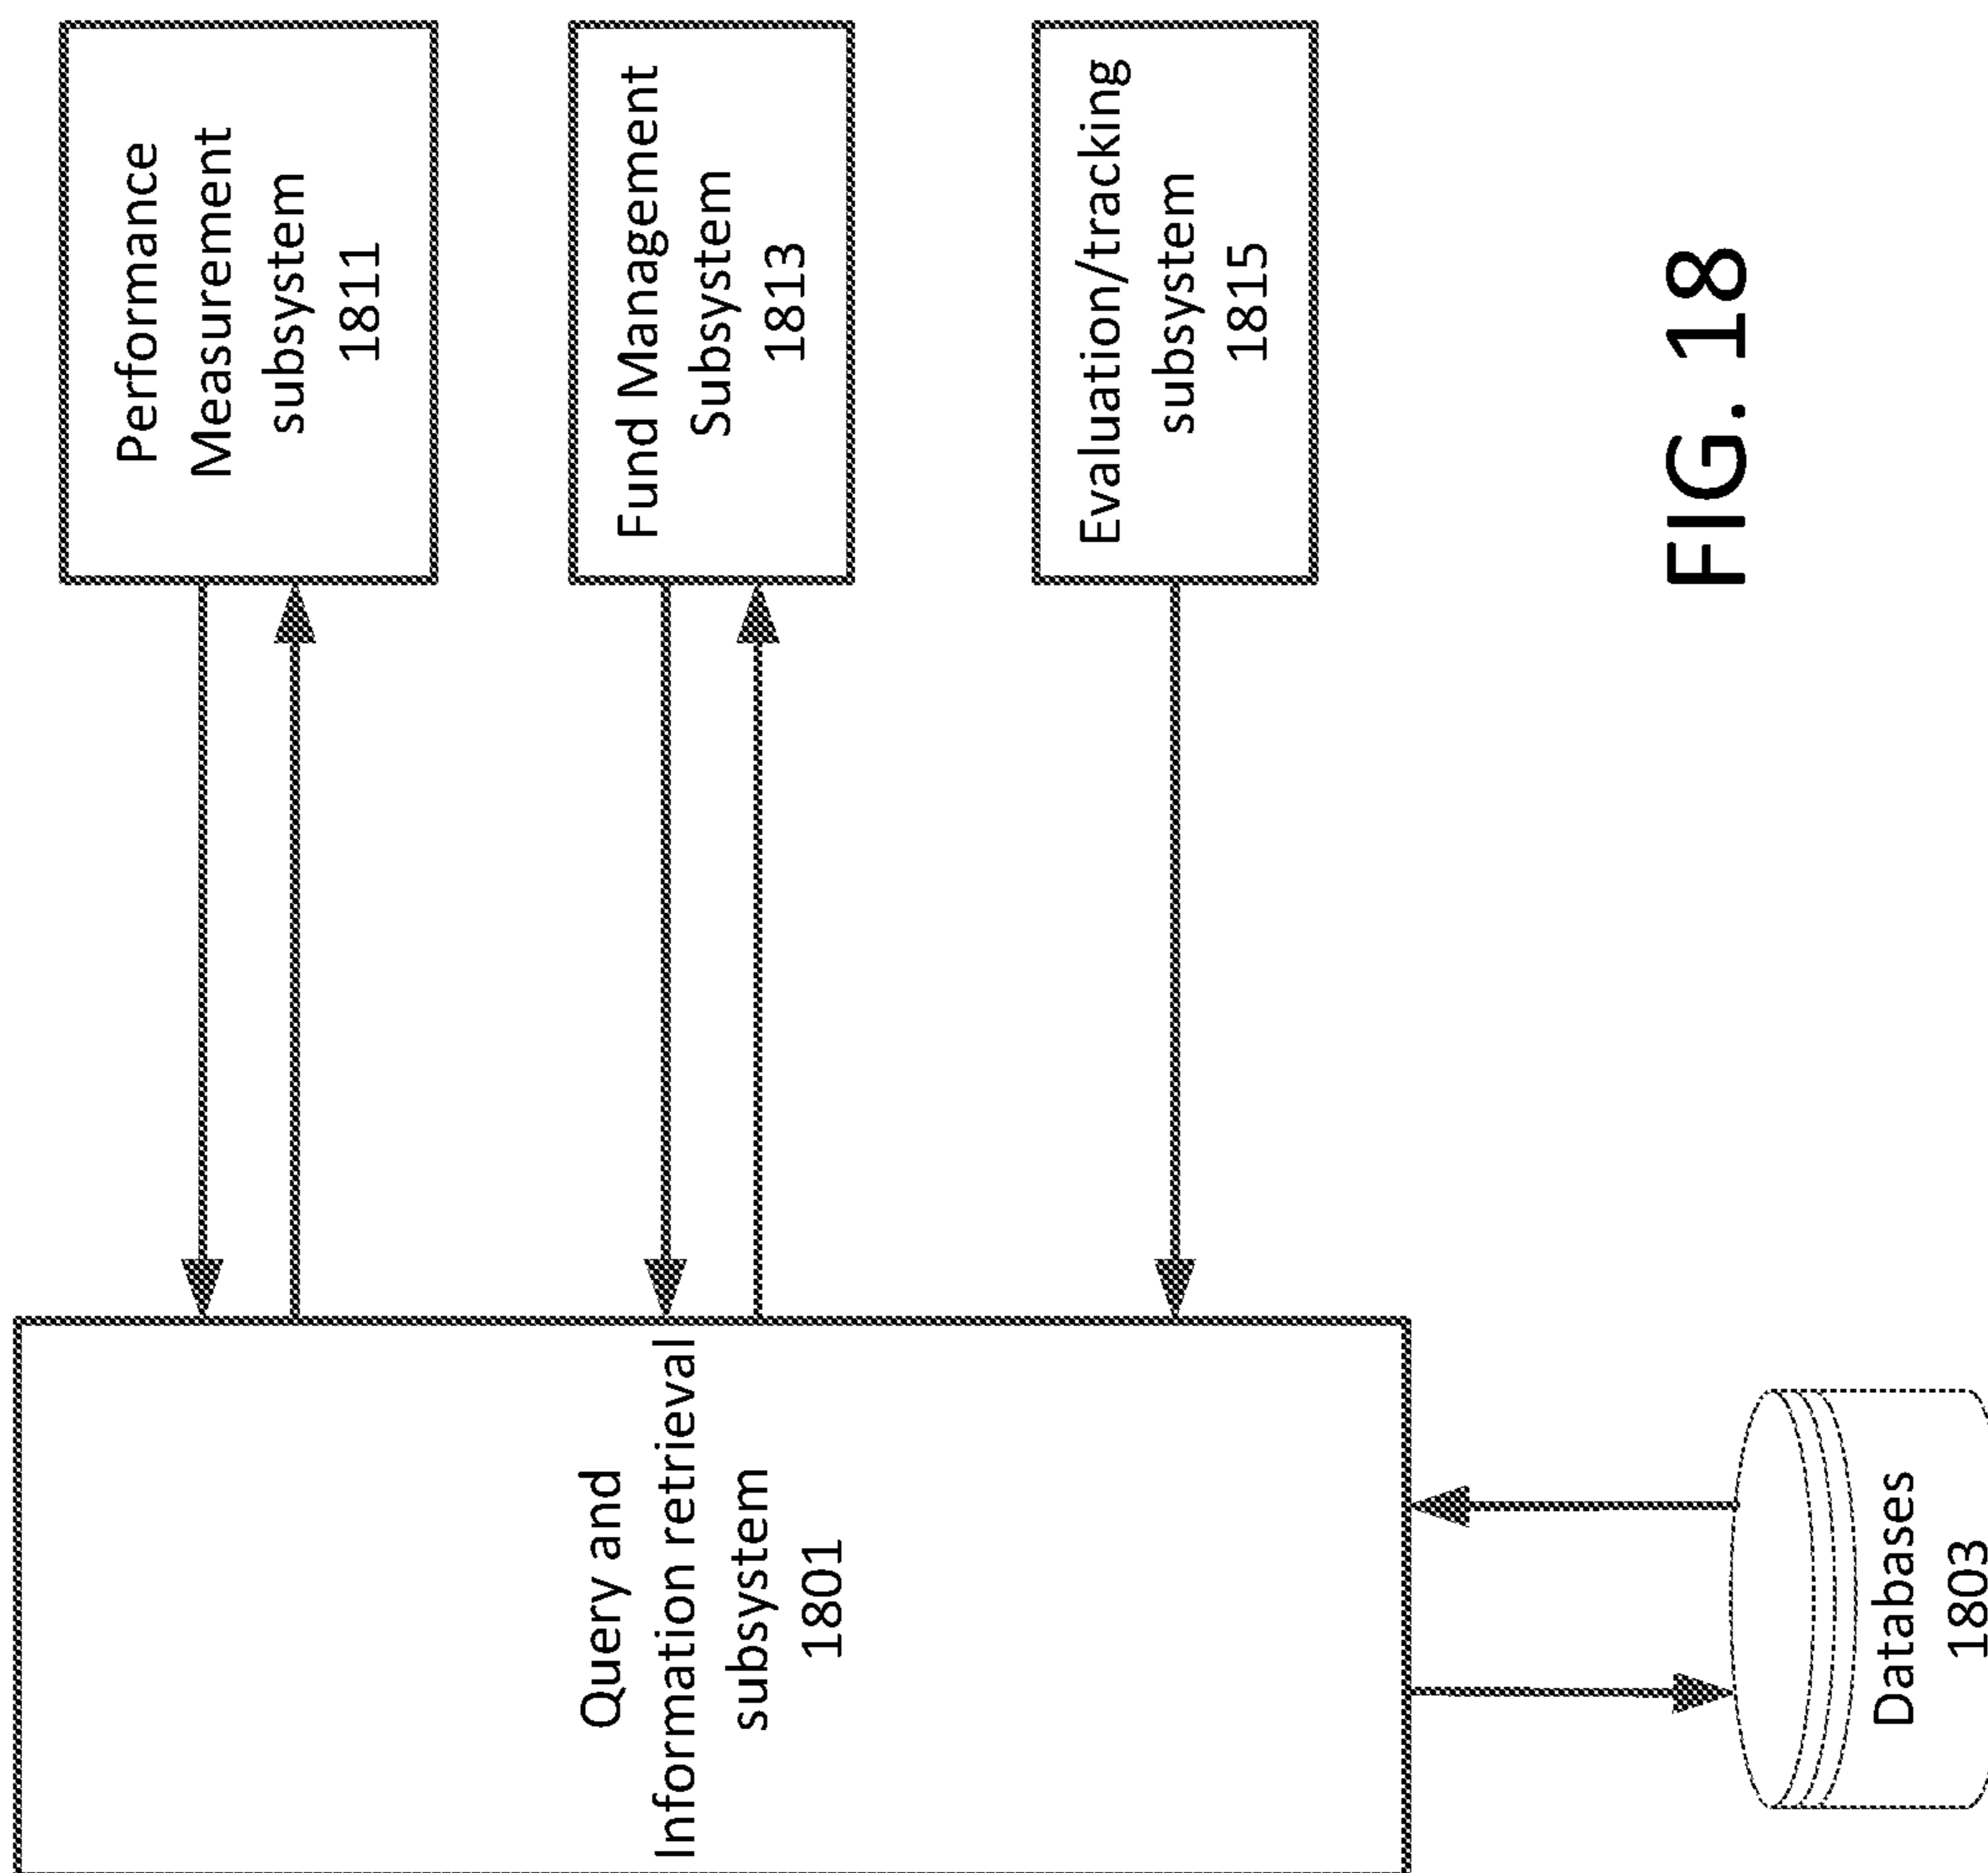 Performance
Measurement
subsystem
1811
Fund Management
Subsystem
1813
Evaluation/tracking
subsystem
1815
Query and
Information retrieval
subsystem
1801
Databases
1803
FIG. 18